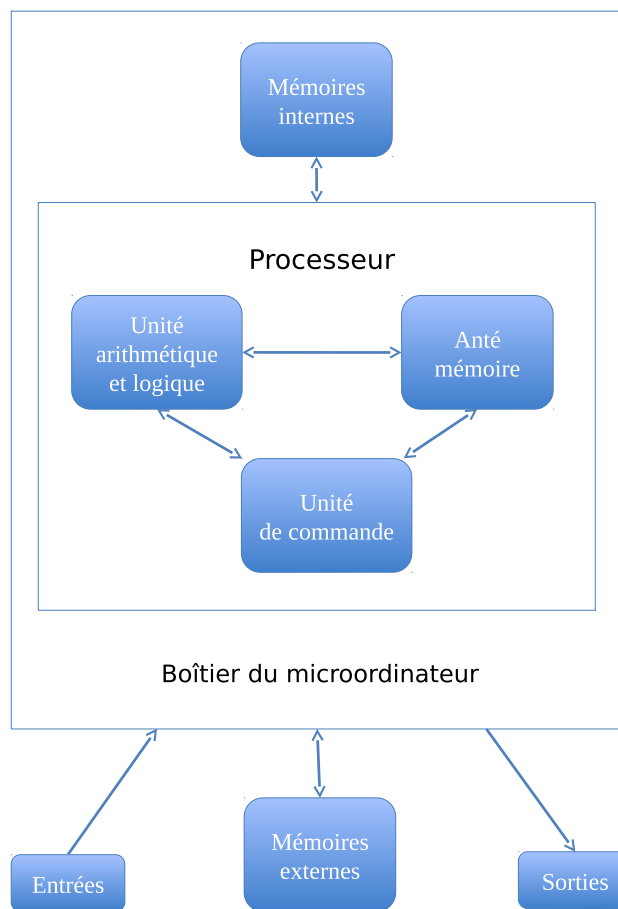 Mémoires
internes
Processeur
Unité
arithmétique
et logique
Anté
mémoire
Unité
de commande
Boîtier du microordinateur
Entrées
Mémoires
externes
Sorties